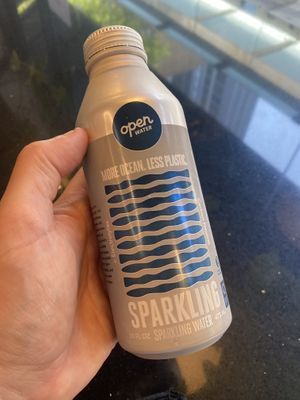 open
WATER
MORE OCEAN. LESS PLASTIC.
SPARKLING
SPARKLING WATER